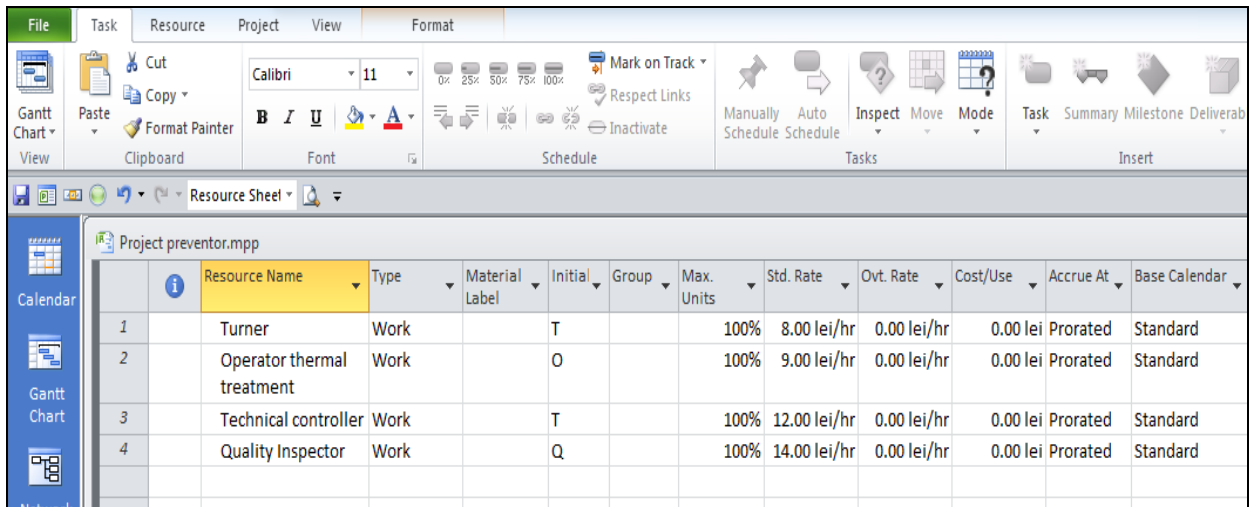 File Task Resource Project View Format
Cut Calibri 11 0% 25% 50% 75% 100% Mark on Track
Copy Respect Links
Gantt Chart Paste Format Painter B I U A Inactivate Manually Schedule Auto Schedule Inspect Move Mode Task Summary Milestone Deliverab
View Clipboard Font Schedule Tasks Insert
Resource Sheet
Project preventor.mpp
Calendar
Gantt
Chart
Resource Name Type Material Label Initial Group Max. Units Std. Rate Ovt. Rate Cost/Use Accrue At Base Calendar
1 Turner Work T 100% 8.00 lei/hr 0.00 lei/hr 0.00 lei Prorated Standard
2 Operator thermal treatment Work O 100% 9.00 lei/hr 0.00 lei/hr 0.00 lei Prorated Standard
3 Technical controller Work T 100% 12.00 lei/hr 0.00 lei/hr 0.00 lei Prorated Standard
4 Quality Inspector Work Q 100% 14.00 lei/hr 0.00 lei/hr 0.00 lei Prorated Standard